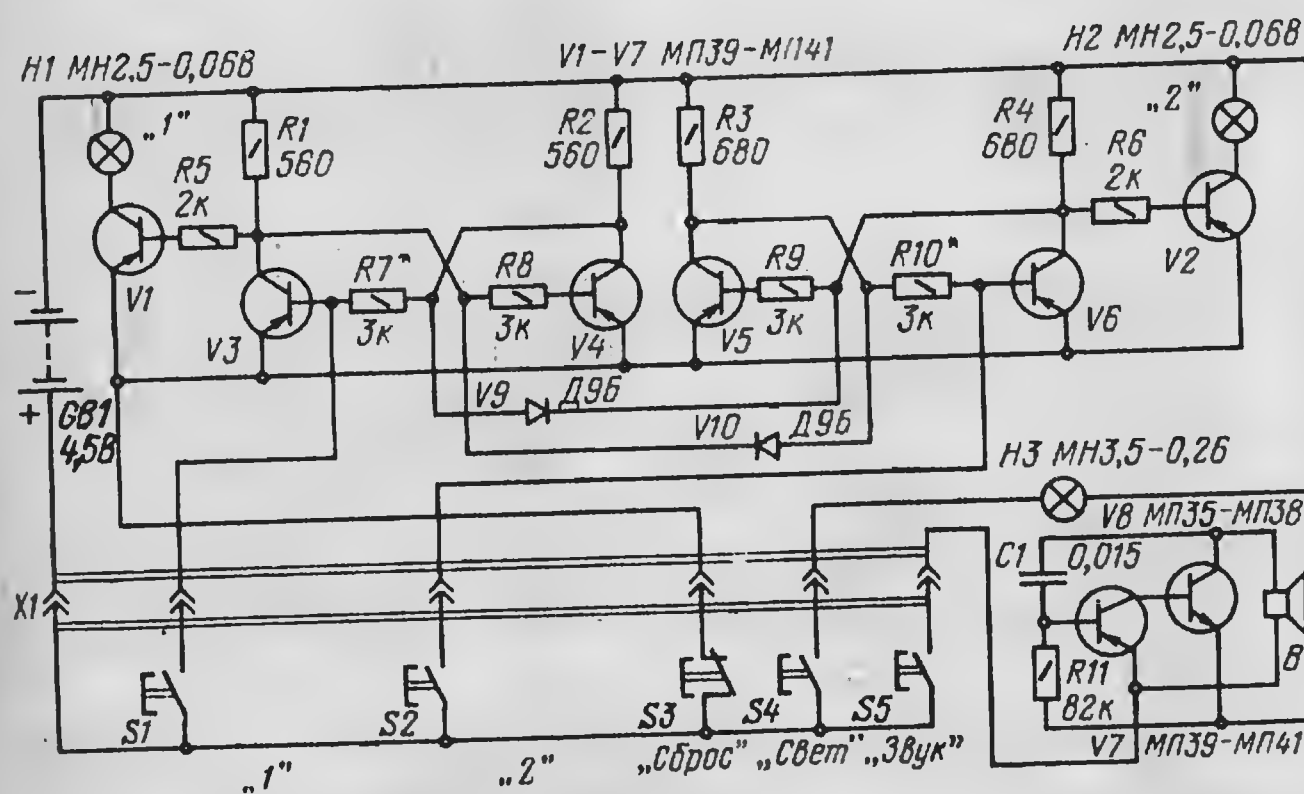 H1 МН2,5-0,068
V1-V7 МП39-МП41
H2 МН2,5-0.068
„1"
R1
560
R2
560
R3
680
R4
680
„2"
R5
2к
R6
2к
V1
R7*
3к
R8
3к
R9
3к
R10*
3к
V2
V3
V4
V5
V6
-
+
GB1
4,5В
V9
Д9Б
V10
Д9Б
H3 МН3,5-0,26
V8 МП35-МП38
C1
0,015
X1
R11
82к
В
S1
S2
S3
S4
S5
V7
МП39-МП41
„1"
„2"
„Сброс"
„Свет"
„Звук"